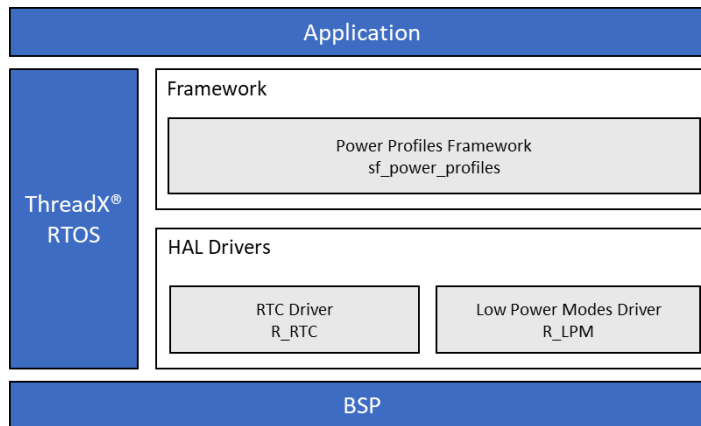 Application
ThreadX®
RTOS
Framework
Power Profiles Framework
sf_power_profiles
HAL Drivers
RTC Driver
R_RTC
Low Power Modes Driver
R_LPM
BSP